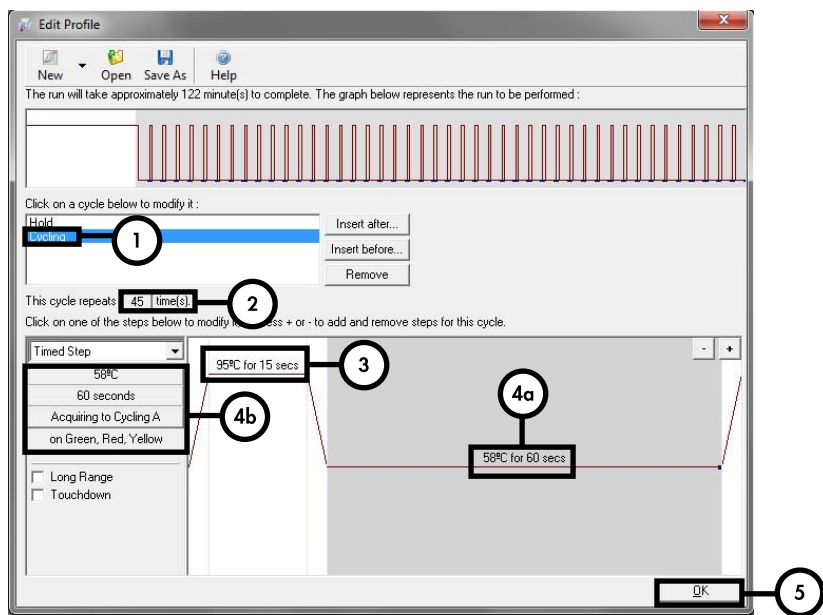 Edit Profile
New Open Save As Help
The run will take approximately 122 minute(s) to complete. The graph below represents the run to be performed :
Click on a cycle below to modify it :
Hold
Cycling
1
Insert after...
Insert before...
Remove
This cycle repeats 45 time(s).
2
Click on one of the steps below to modify it, press + or - to add and remove steps for this cycle.
Timed Step
- +
95ºC for 15 secs
3
58ºC
60 seconds
Acquiring to Cycling A
on Green, Red, Yellow
4b
4a
58ºC for 60 secs
Long Range
Touchdown
OK
5